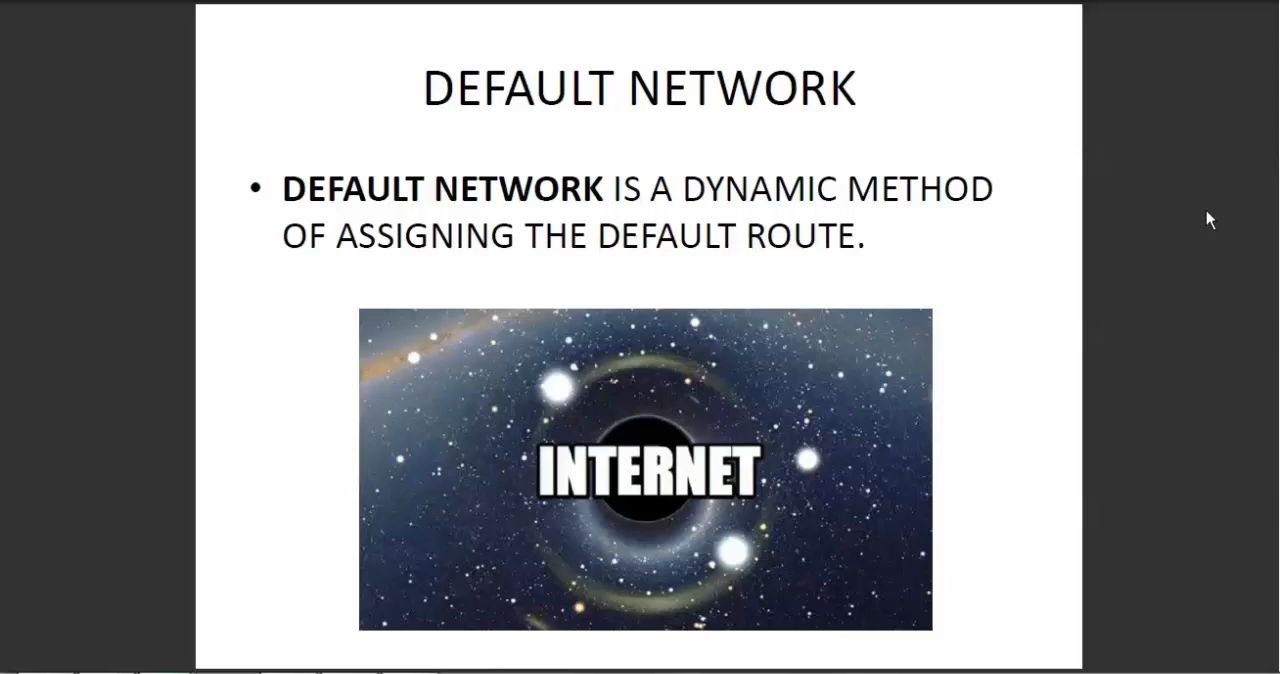 DEFAULT NETWORK
• DEFAULT NETWORK IS A DYNAMIC METHOD
OF ASSIGNING THE DEFAULT ROUTE.
INTERNET